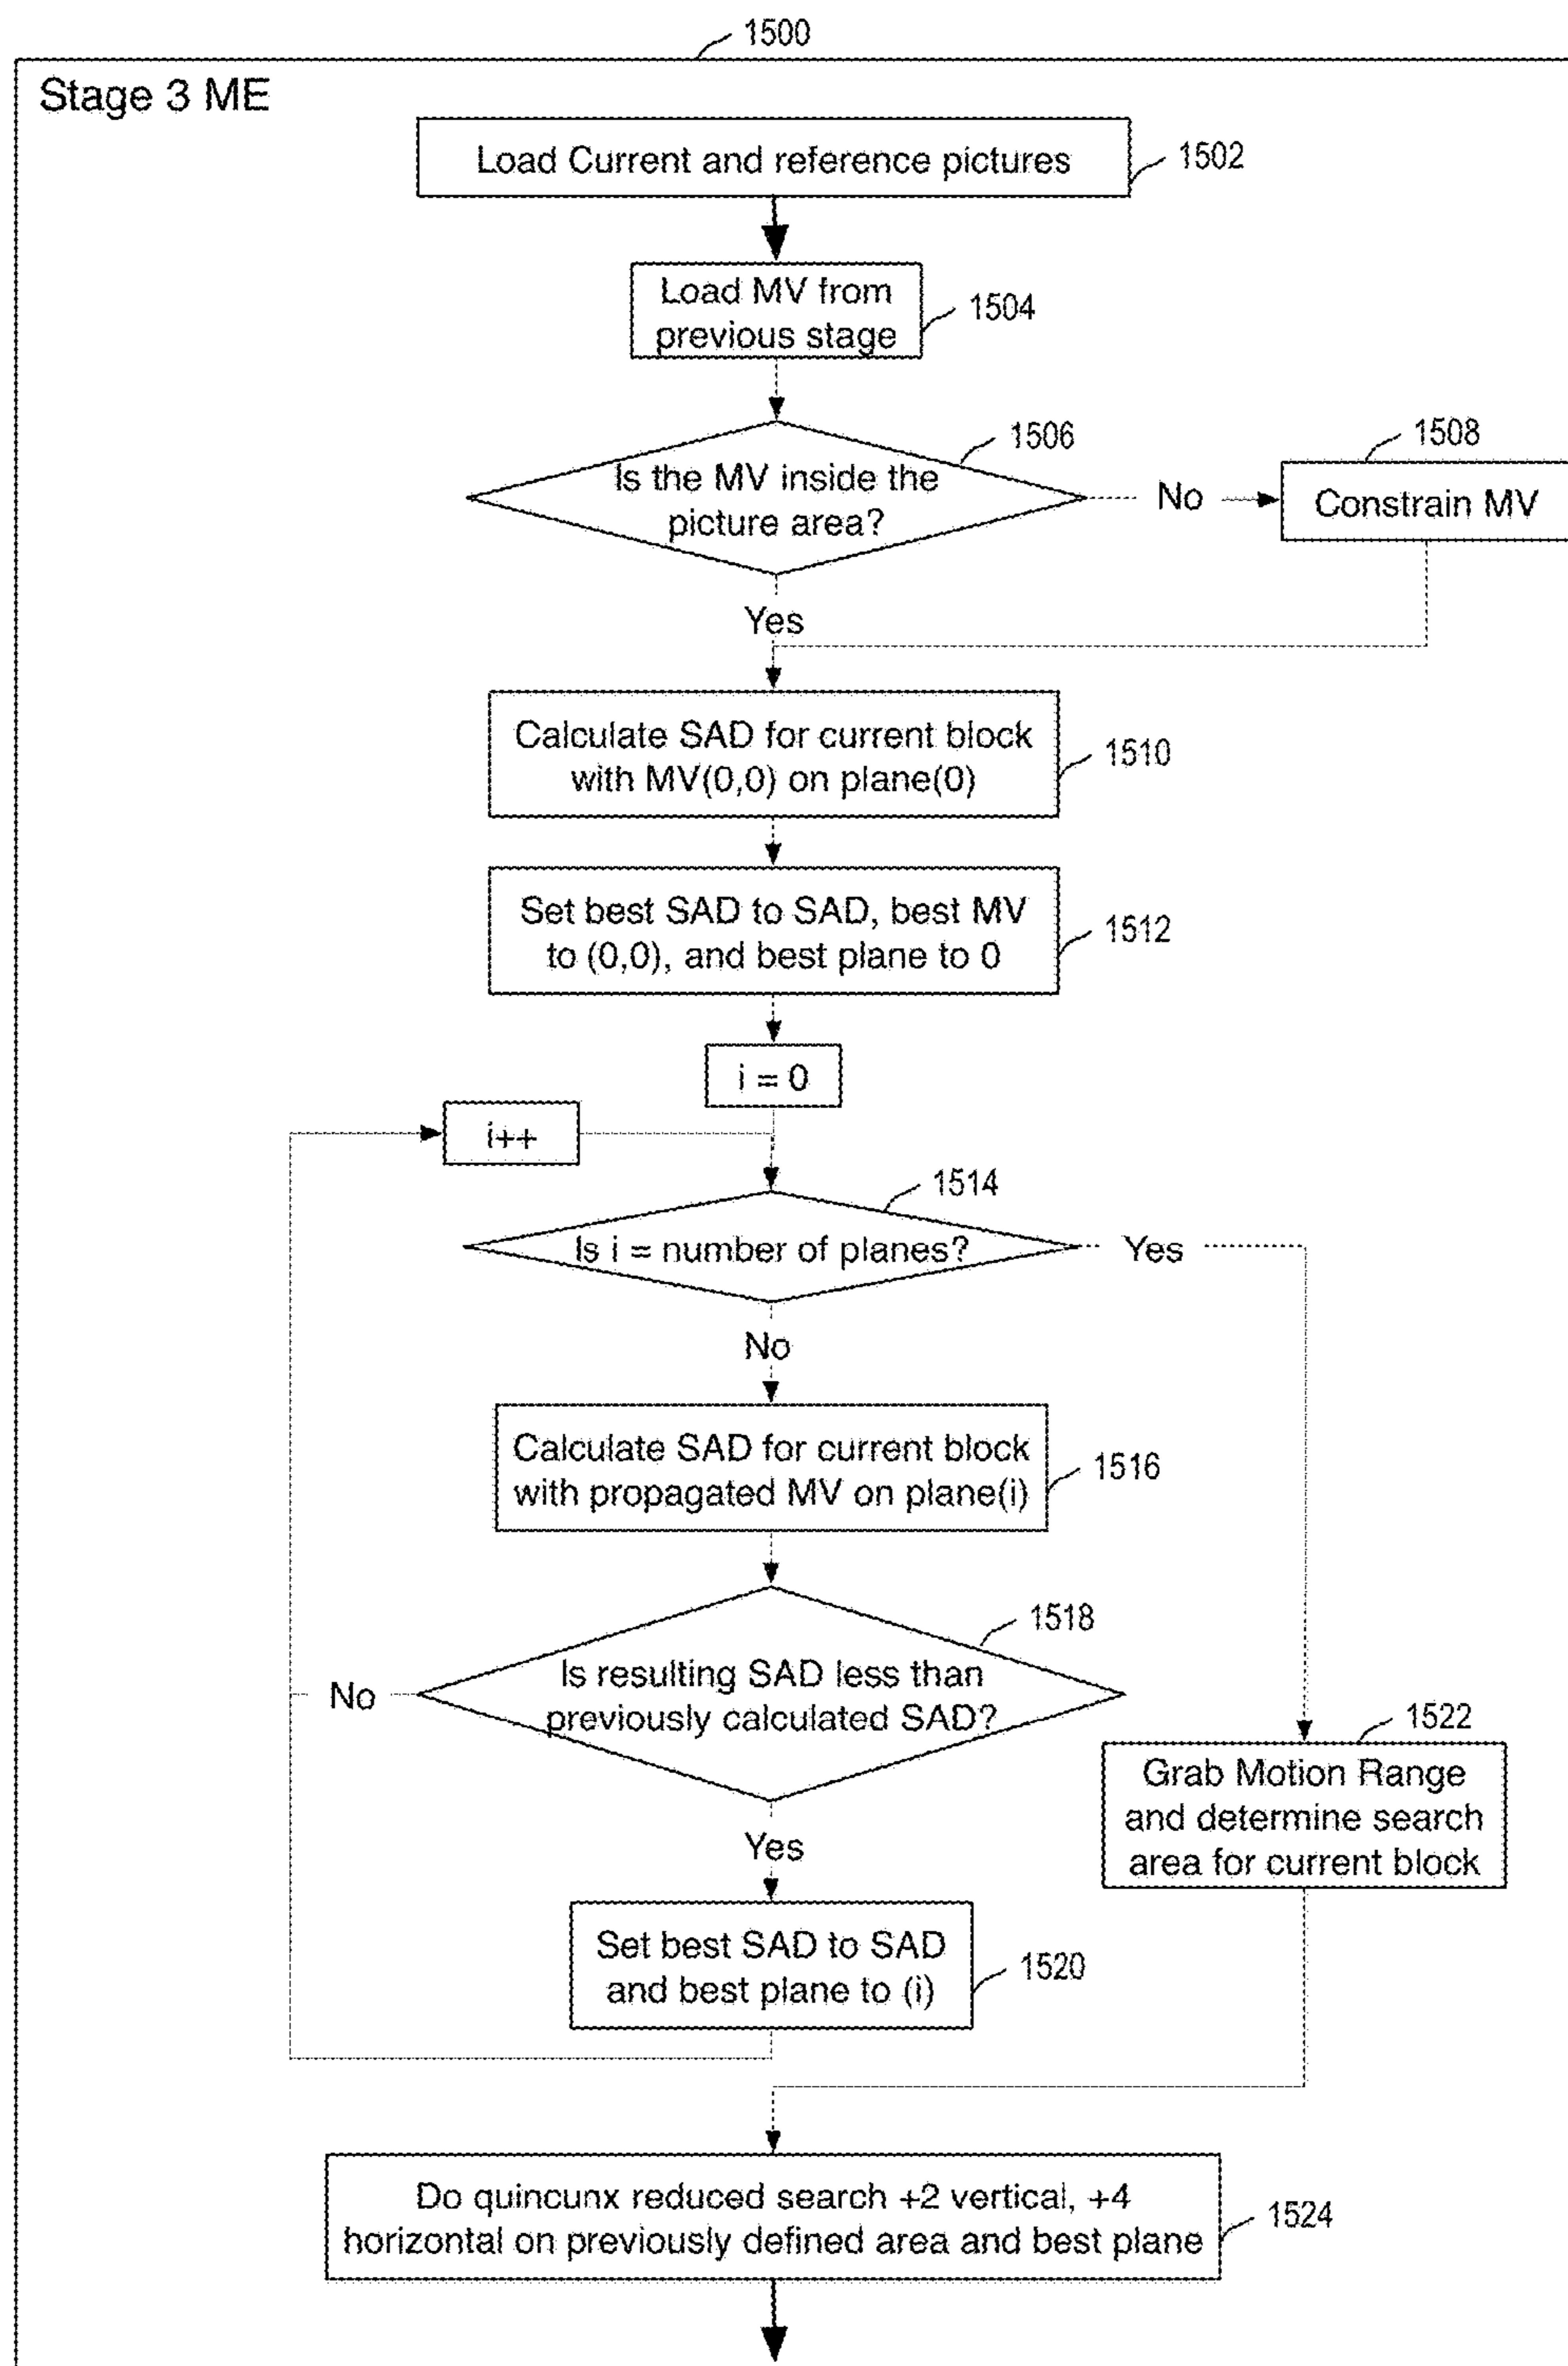 1500
Stage 3 ME
Load Current and reference pictures
1502
Load MV from
previous stage
1504
1506
Is the MV inside the
picture area?
No
1508
Constrain MV
Yes
Calculate SAD for current block
with MV(0,0) on plane(0)
1510
Set best SAD to SAD, best MV
to (0,0), and best plane to 0
1512
i = 0
i++
1514
Is i = number of planes?
Yes
No
Calculate SAD for current block
with propagated MV on plane(i)
1516
1518
Is resulting SAD less than
previously calculated SAD?
No
1522
Grab Motion Range
and determine search
area for current block
Yes
Set best SAD to SAD
and best plane to (i)
1520
Do quincunx reduced search +2 vertical, +4
horizontal on previously defined area and best plane
1524